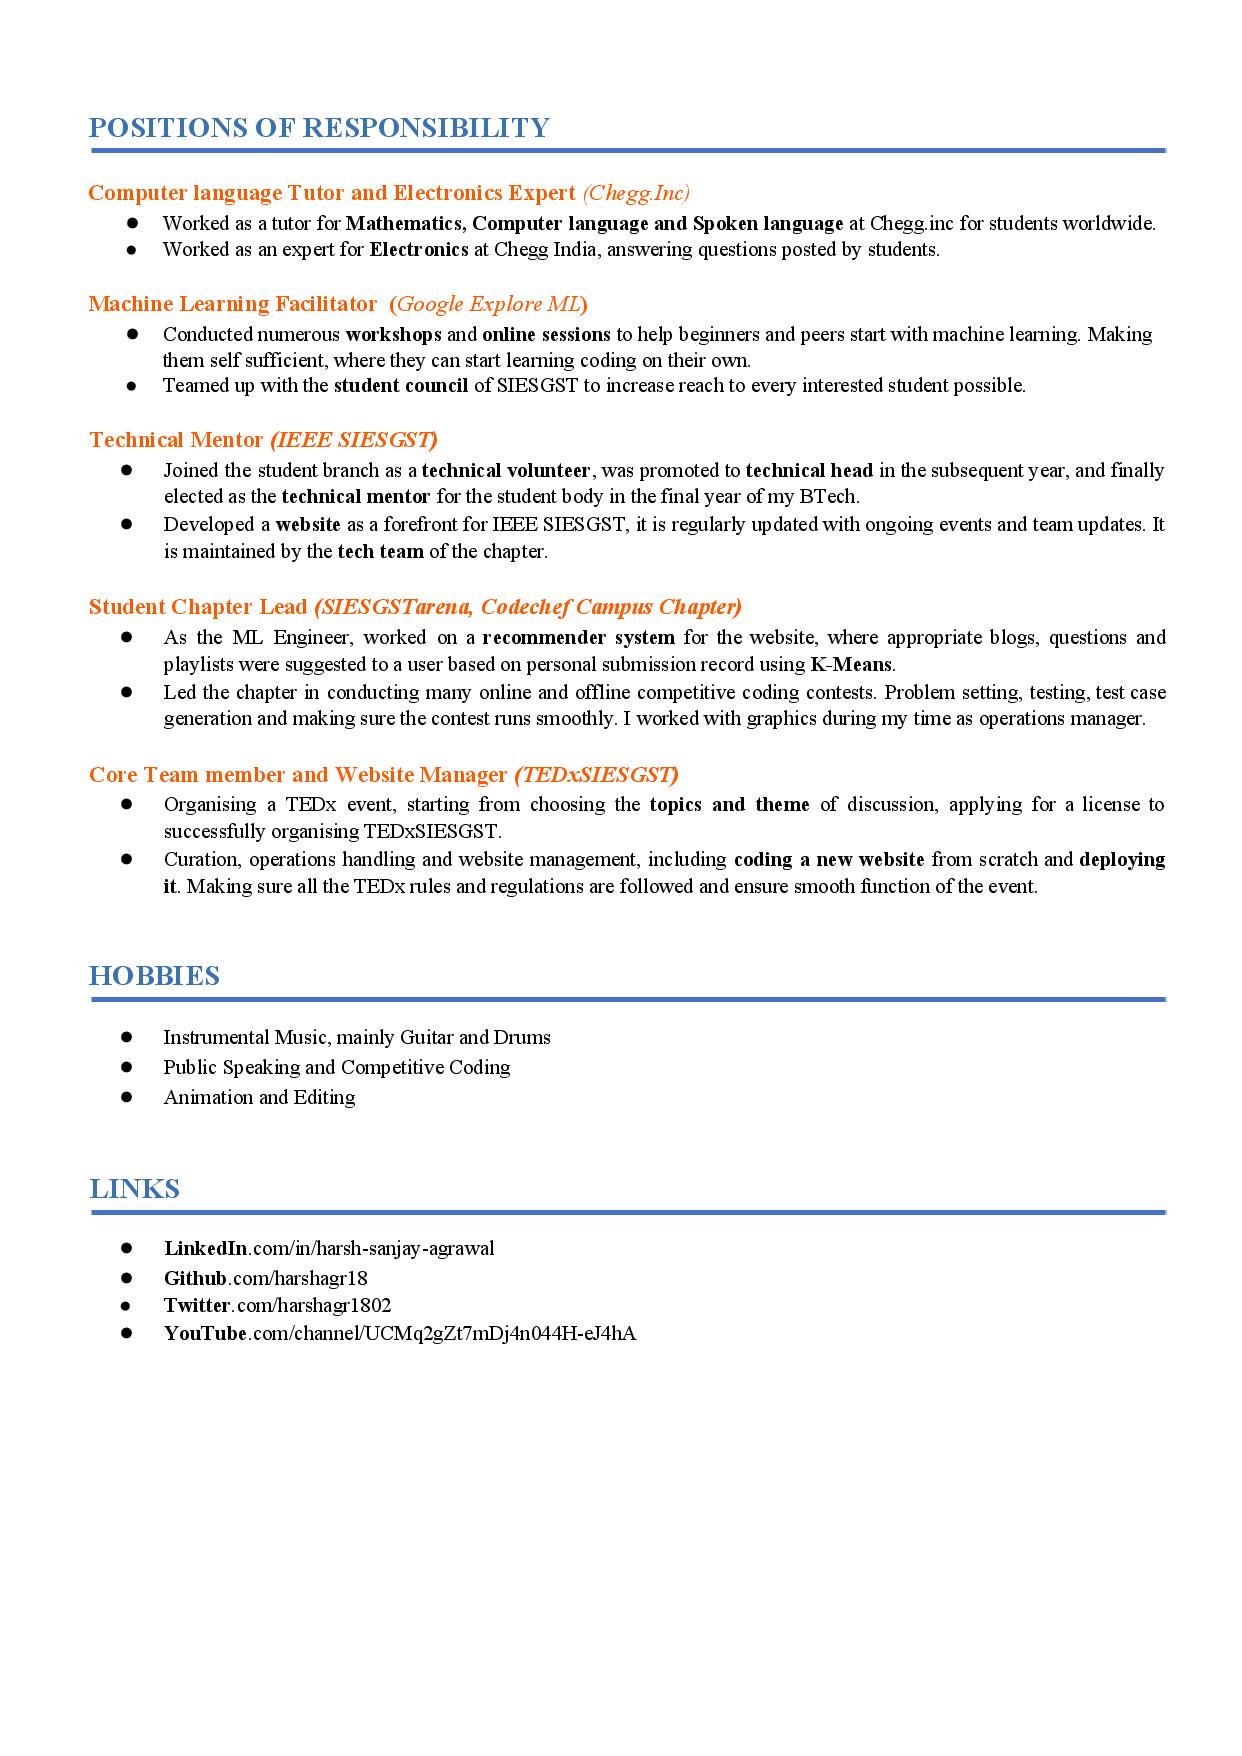 POSITIONS OF RESPONSIBILITY
Computer language Tutor and Electronics Expert (Chegg.Inc)
● Worked as a tutor for Mathematics, Computer language and Spoken language at Chegg.inc for students worldwide.
● Worked as an expert for Electronics at Chegg India, answering questions posted by students.
Machine Learning Facilitator (Google Explore ML)
● Conducted numerous workshops and online sessions to help beginners and peers start with machine learning. Making
them self sufficient, where they can start learning coding on their own.
● Teamed up with the student council of SIESGST to increase reach to every interested student possible.
Technical Mentor (IEEE SIESGST)
● Joined the student branch as a technical volunteer, was promoted to technical head in the subsequent year, and finally
elected as the technical mentor for the student body in the final year of my BTech.
● Developed a website as a forefront for IEEE SIESGST, it is regularly updated with ongoing events and team updates. It
is maintained by the tech team of the chapter.
Student Chapter Lead (SIESGSTarena, Codechef Campus Chapter)
● As the ML Engineer, worked on a recommender system for the website, where appropriate blogs, questions and
playlists were suggested to a user based on personal submission record using K-Means.
● Led the chapter in conducting many online and offline competitive coding contests. Problem setting, testing, test case
generation and making sure the contest runs smoothly. I worked with graphics during my time as operations manager.
Core Team member and Website Manager (TEDxSIESGST)
● Organising a TEDx event, starting from choosing the topics and theme of discussion, applying for a license to
successfully organising TEDxSIESGST.
● Curation, operations handling and website management, including coding a new website from scratch and deploying
it. Making sure all the TEDx rules and regulations are followed and ensure smooth function of the event.
HOBBIES
● Instrumental Music, mainly Guitar and Drums
● Public Speaking and Competitive Coding
● Animation and Editing
LINKS
● LinkedIn.com/in/harsh-sanjay-agrawal
● Github.com/harshagr18
● Twitter.com/harshagr1802
● YouTube.com/channel/UCMq2gZt7mDj4n044H-eJ4hA